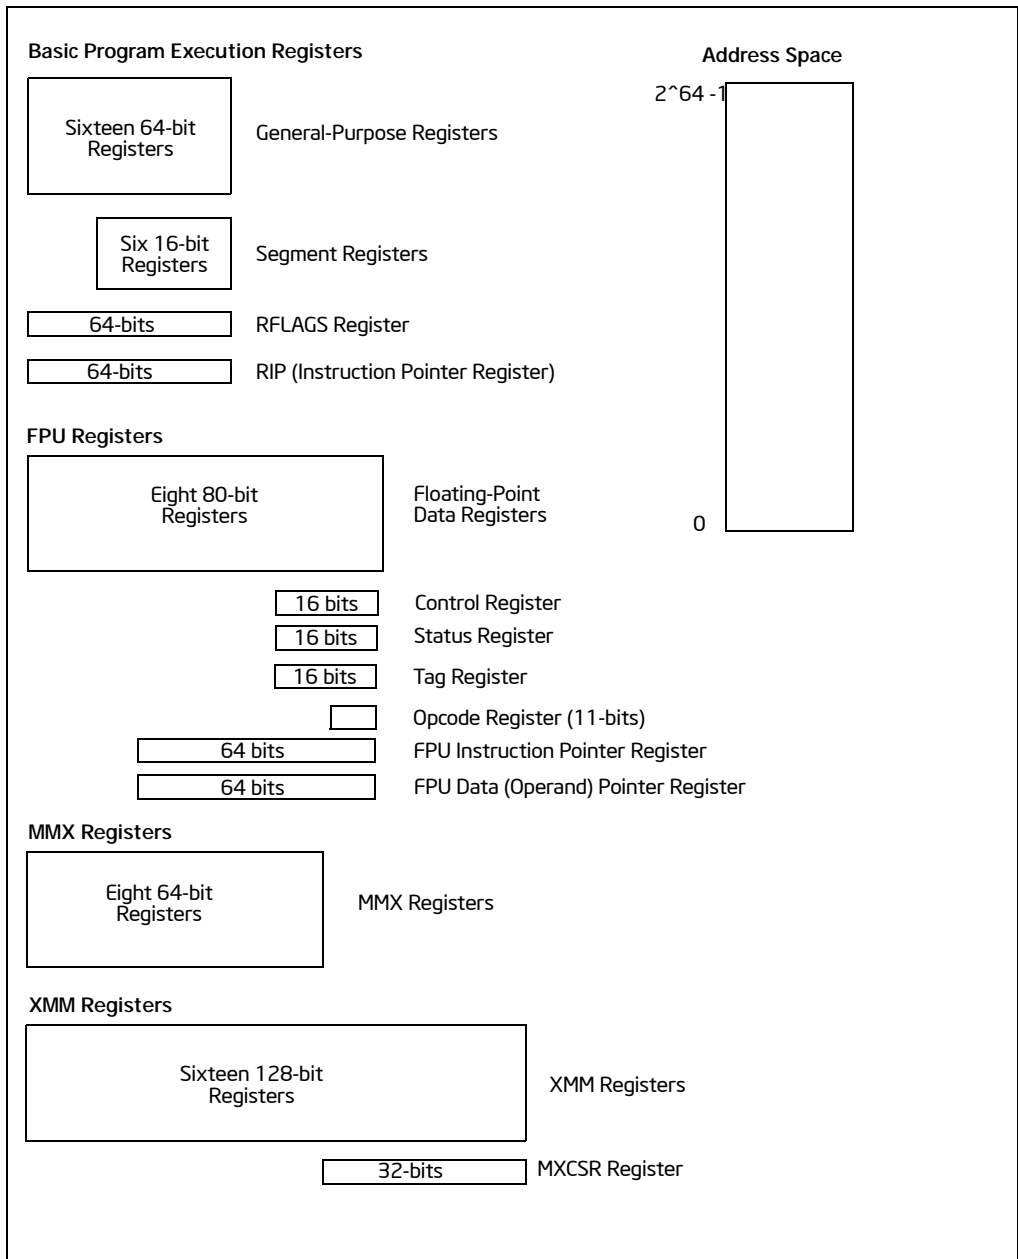 Basic Program Execution Registers
Address Space
2^64 -1
Sixteen 64-bit
Registers
General-Purpose Registers
Six 16-bit
Registers
Segment Registers
64-bits
RFLAGS Register
64-bits
RIP (Instruction Pointer Register)
FPU Registers
Eight 80-bit
Registers
Floating-Point
Data Registers
0
16 bits
Control Register
16 bits
Status Register
16 bits
Tag Register
Opcode Register (11-bits)
64 bits
FPU Instruction Pointer Register
64 bits
FPU Data (Operand) Pointer Register
MMX Registers
Eight 64-bit
Registers
MMX Registers
XMM Registers
Sixteen 128-bit
Registers
XMM Registers
32-bits
MXCSR Register